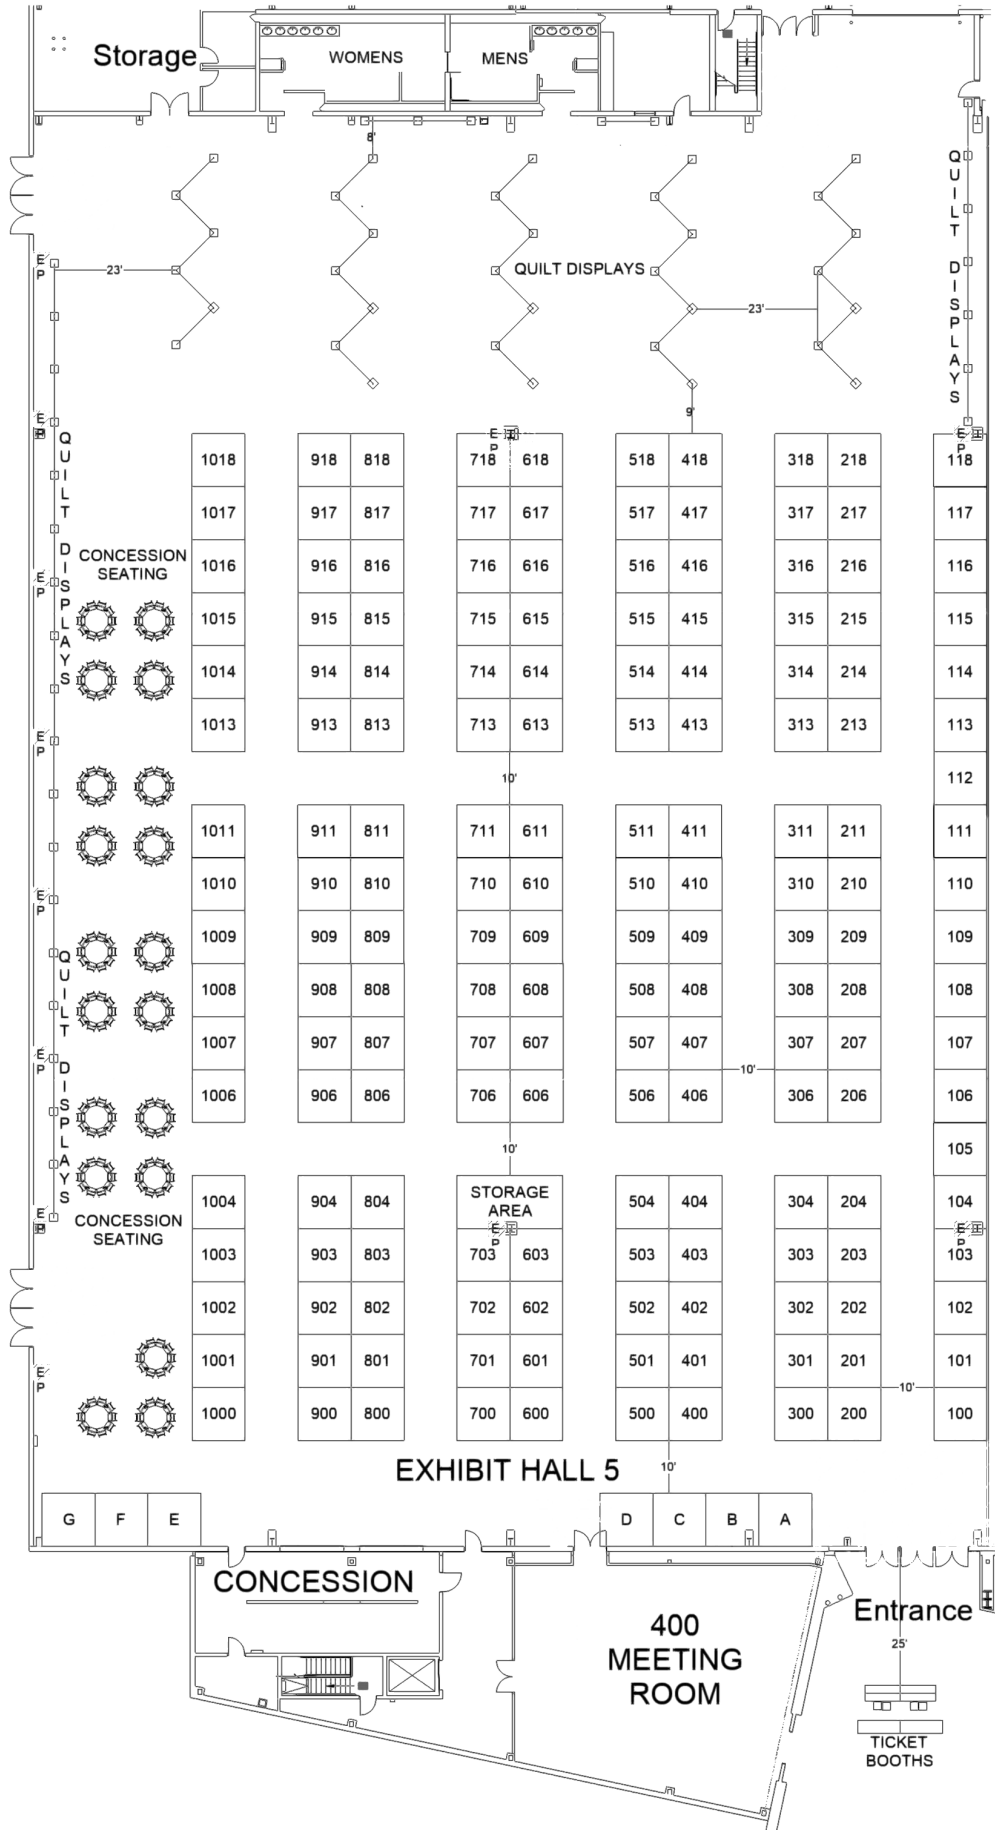 Storage
WOMENS
MENS
8'
QUILT DISPLAYS
E
P
23'
QUILT DISPLAYS
23'
9'
E
P
E
P
E
P
QUILT DISPLAYS
1018 918 818 718 618 518 418 318 218 118
1017 917 817 717 617 517 417 317 217 117
CONCESSION
SEATING
1016 916 816 716 616 516 416 316 216 116
E
P
1015 915 815 715 615 515 415 315 215 115
1014 914 814 714 614 514 414 314 214 114
1013 913 813 713 613 513 413 313 213 113
E
P
10'
112
1011 911 811 711 611 511 411 311 211 111
1010 910 810 710 610 510 410 310 210 110
E
P
1009 909 809 709 609 509 409 309 209 109
QUILT DISPLAYS
1008 908 808 708 608 508 408 308 208 108
1007 907 807 707 607 507 407 307 207 107
E
P
10'
1006 906 806 706 606 506 406 306 206 106
10'
105
1004 904 804 STORAGE
AREA
504 404 304 204 104
CONCESSION
SEATING
E
P
E
P
E
P
1003 903 803 703 603 503 403 303 203 103
1002 902 802 702 602 502 402 302 202 102
1001 901 801 701 601 501 401 301 201 101
E
P
10'
1000 900 800 700 600 500 400 300 200 100
EXHIBIT HALL 5
10'
G F E D C B A
CONCESSION
400
MEETING
ROOM
Entrance
25'
TICKET
BOOTHS